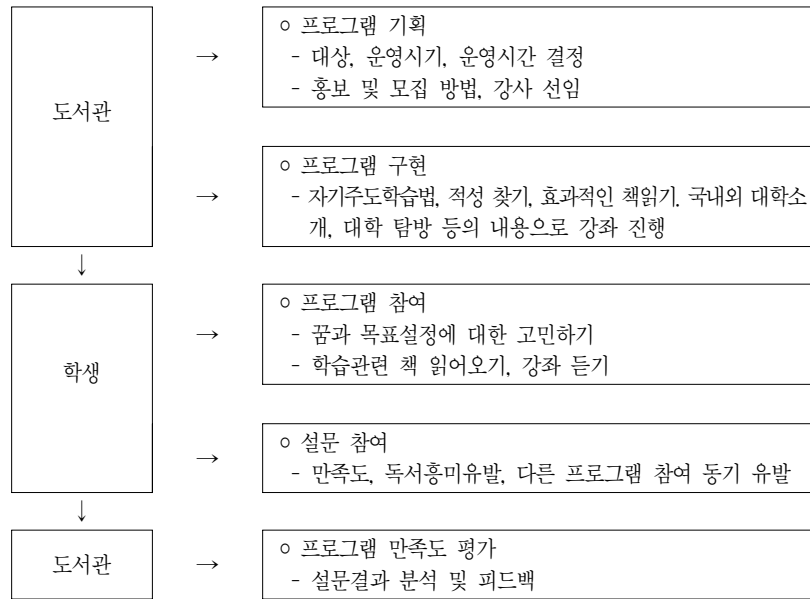 도서관
→
○ 프로그램 기획
- 대상, 운영시기, 운영시간 결정
- 홍보 및 모집 방법, 강사 선임
→
○ 프로그램 구현
- 자기주도학습법, 적성 찾기, 효과적인 책읽기. 국내외 대학소
개, 대학 탐방 등의 내용으로 강좌 진행
↓
학생
→
○ 프로그램 참여
- 꿈과 목표설정에 대한 고민하기
- 학습관련 책 읽어오기, 강좌 듣기
→
○ 설문 참여
- 만족도, 독서흥미유발, 다른 프로그램 참여 동기 유발
↓
도서관
→
○ 프로그램 만족도 평가
- 설문결과 분석 및 피드백